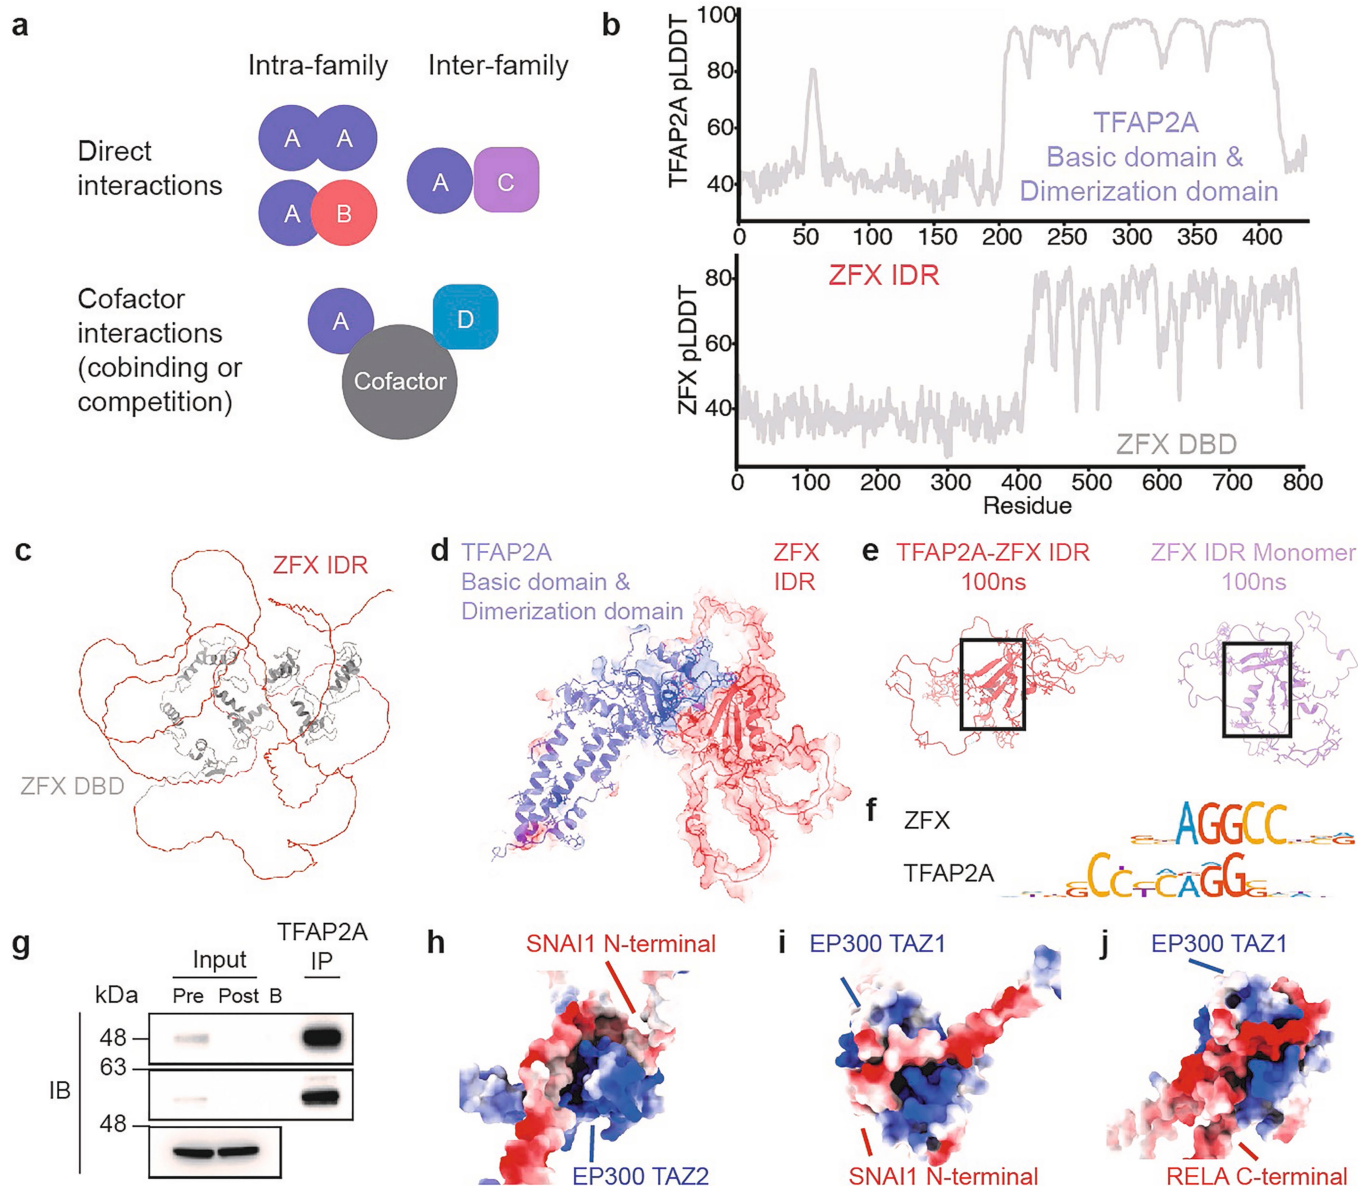 a
Intra-family
Inter-family
Direct
interactions
A
A
A
B
A
C
Cofactor
interactions
(cobinding or
competition)
A
D
Cofactor
b
TFAP2A pLDDT
100
80
60
40
TFAP2A
Basic domain &
Dimerization domain
0 50 100 150 200 250 300 350 400
ZFX pLDDT
80
60
40
ZFX IDR
ZFX DBD
0 100 200 300 400 500 600 700 800
Residue
c
ZFX IDR
ZFX DBD
d
TFAP2A
Basic domain &
Dimerization domain
ZFX
IDR
e
TFAP2A-ZFX IDR
100ns
ZFX IDR Monomer
100ns
f
ZFX
AGGCC
TFAP2A
g
TFAP2A
IP
Input
kDa
Pre Post B
48
63
48
IB
h
SNAI1 N-terminal
EP300 TAZ2
i
EP300 TAZ1
SNAI1 N-terminal
j
EP300 TAZ1
RELA C-terminal